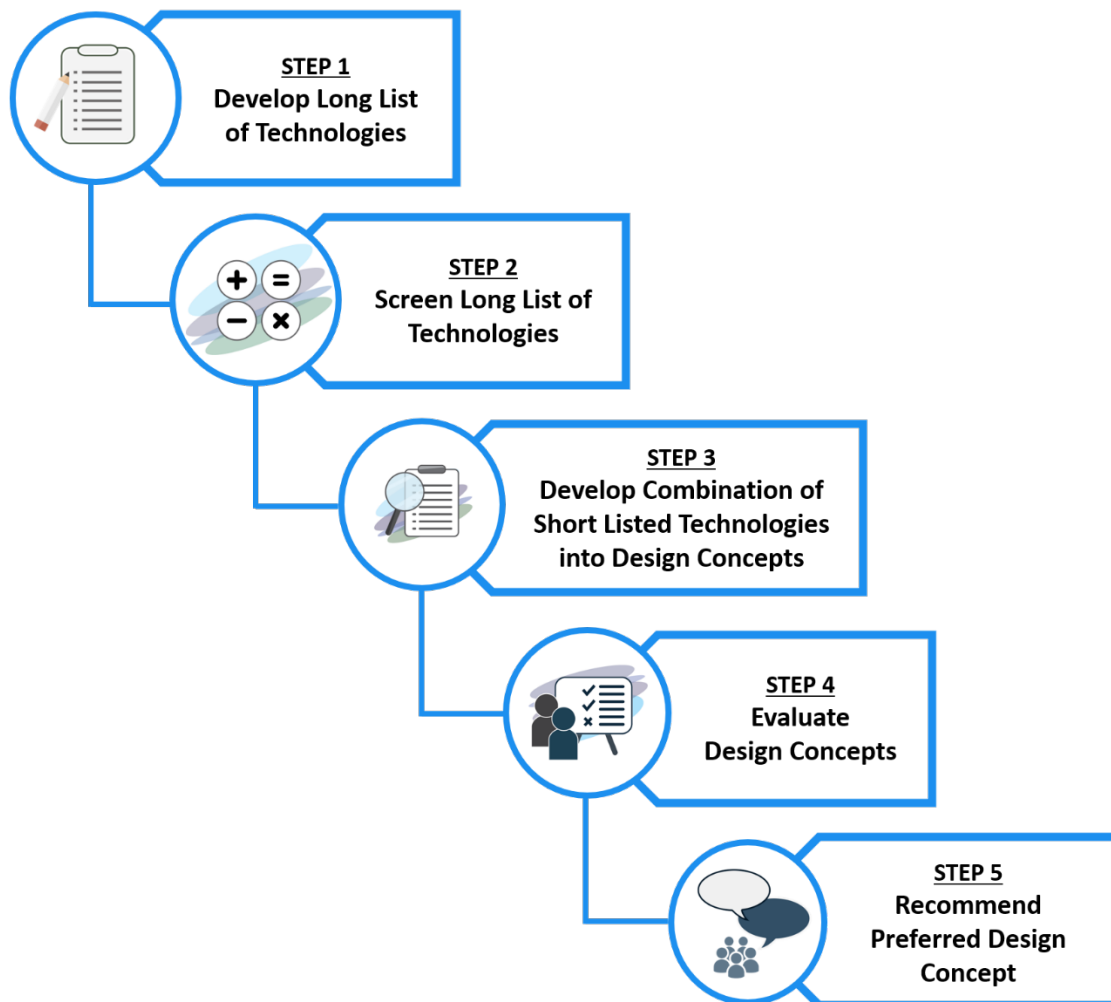 STEP 1
Develop Long List
of Technologies
STEP 2
Screen Long List of
Technologies
STEP 3
Develop Combination of
Short Listed Technologies
into Design Concepts
STEP 4
Evaluate
Design Concepts
STEP 5
Recommend
Preferred Design
Concept